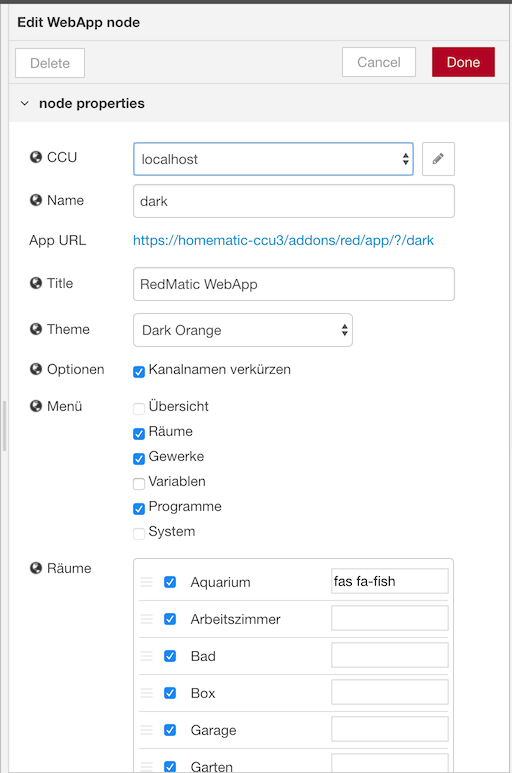 Edit WebApp node
Delete Cancel Done
node properties
CCU localhost
Name dark
App URL https://homematic-ccu3/addons/red/app/?/dark
Title RedMatic WebApp
Theme Dark Orange
Optionen Kanalnamen verkürzen
Menü Übersicht
Räume
Gewerke
Variablen
Programme
System
Räume Aquarium fas fa-fish
Arbeitszimmer
Bad
Box
Garage
Garten